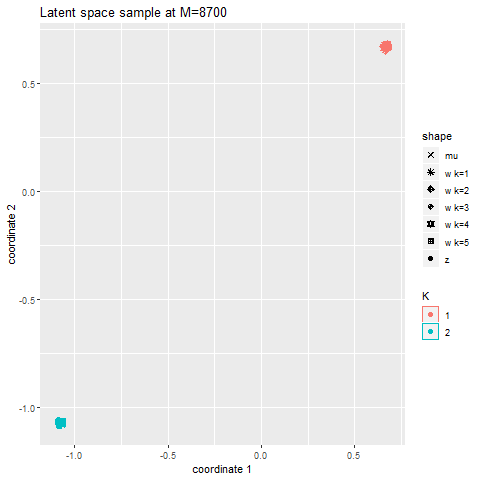 Latent space sample at M=8700
0.5
0.0
-0.5
-1.0
coordinate 2
-1.0
-0.5
0.0
0.5
coordinate 1
shape
mu
w k=1
w k=2
w k=3
w k=4
w k=5
z
K
1
2